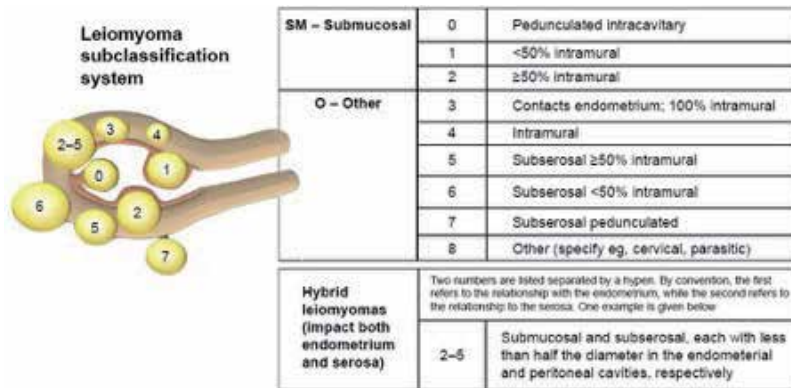 Leiomyoma
subclassification
system
3
4
2–5
0
1
6
5
2
7
SM – Submucosal
0 Pedunculated intracavitary
1 <50% intramural
2 ≥50% intramural
O – Other
3 Contacts endometrium; 100% intramural
4 Intramural
5 Subserosal ≥50% intramural
6 Subserosal <50% intramural
7 Subserosal pedunculated
8 Other (specify eg, cervical, parasitic)
Hybrid
leiomyomas
(impact both
endometrium
and serosa)
Two numbers are listed separated by a hypen. By convention, the first
refers to the relationship with the endometrium, while the second refers to
the relationship to the serosa. One example is given below
2–5 Submucosal and subserosal, each with less
than half the diameter in the endometerial
and peritoneal cavities, respectively